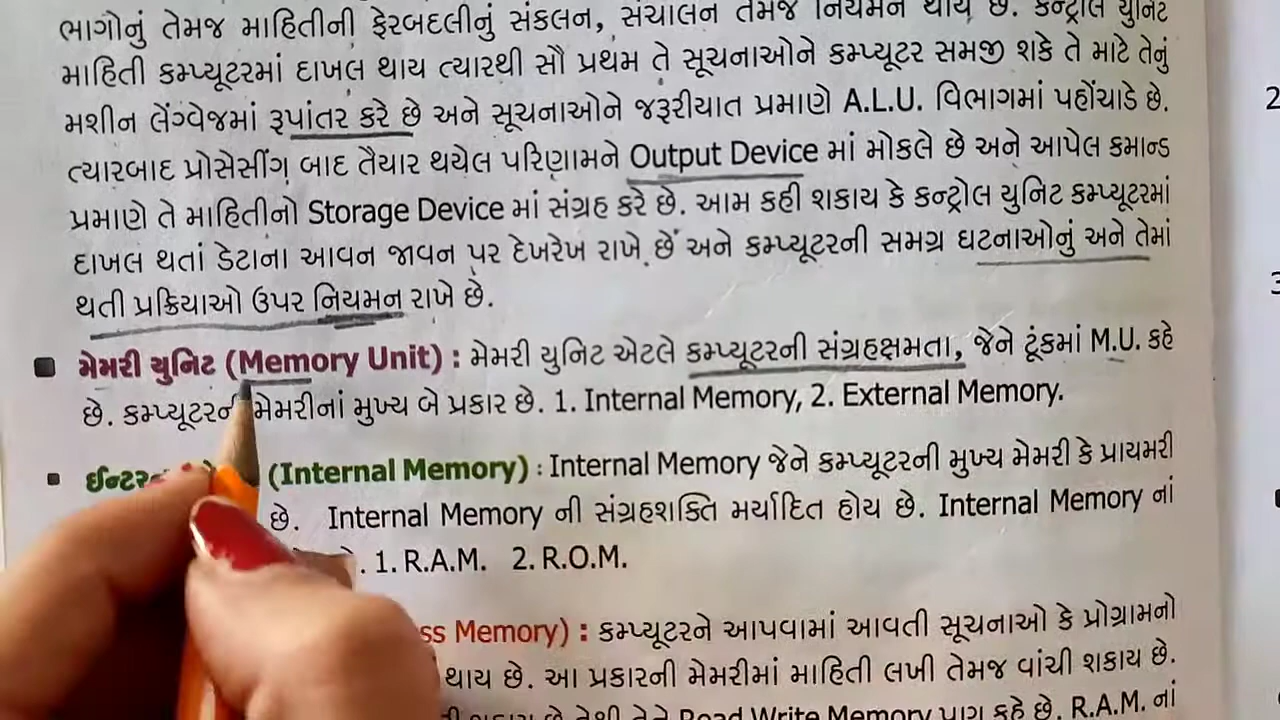 ભાગોનું તેમજ માહિતીની ફેરબદલીનું સંકલન, સંચાલન તેમજ નિયમન થાય છે. કન્ટ્રોલ યુનિટ
માહિતી કમ્પ્યૂટરમાં દાખલ થાય ત્યારથી સૌ પ્રથમ તે સૂચનાઓને કમ્પ્યૂટર સમજી શકે તે માટે તેનું
મશીન લેંગ્વેજમાં રૂપાંતર કરે છે અને સૂચનાઓને જરૂરીયાત પ્રમાણે A.L.U. વિભાગમાં પહોંચાડે છે.
ત્યારબાદ પ્રોસેસીંગ બાદ તૈયાર થયેલ પરિણામને Output Device માં મોકલે છે અને આપેલ કમાન્ડ
પ્રમાણે તે માહિતીનો Storage Device માં સંગ્રહ કરે છે. આમ કહી શકાય કે કન્ટ્રોલ યુનિટ કમ્પ્યૂટરમાં
દાખલ થતાં ડેટાના આવન જાવન પર દેખરેખ રાખે છે અને કમ્પ્યૂટરની સમગ્ર ઘટનાઓનું અને તેમાં
થતી પ્રક્રિયાઓ ઉપર નિયમન રાખે છે.
મેમરી યુનિટ (Memory Unit) : મેમરી યુનિટ એટલે કમ્પ્યૂટરની સંગ્રહક્ષમતા, જેને ટૂંકમાં M.U. કહે
છે. કમ્પ્યૂટરની મેમરીનાં મુખ્ય બે પ્રકાર છે. 1. Internal Memory, 2. External Memory.
(Internal Memory) : Internal Memory જેને કમ્પ્યૂટરની મુખ્ય મેમરી કે પ્રાયમરી
છે. Internal Memory ની સંગ્રહશક્તિ મર્યાદિત હોય છે. Internal Memory નાં
1. R.A.M. 2. R.O.M.
Memory) : કમ્પ્યૂટરને આપવામાં આવતી સૂચનાઓ કે પ્રોગ્રામનો
થાય છે. આ પ્રકારની મેમરીમાં માહિતી લખી તેમજ વાંચી શકાય છે.
તેથી તેને Read Write Memory પણ કહે છે. R.A.M. નાં